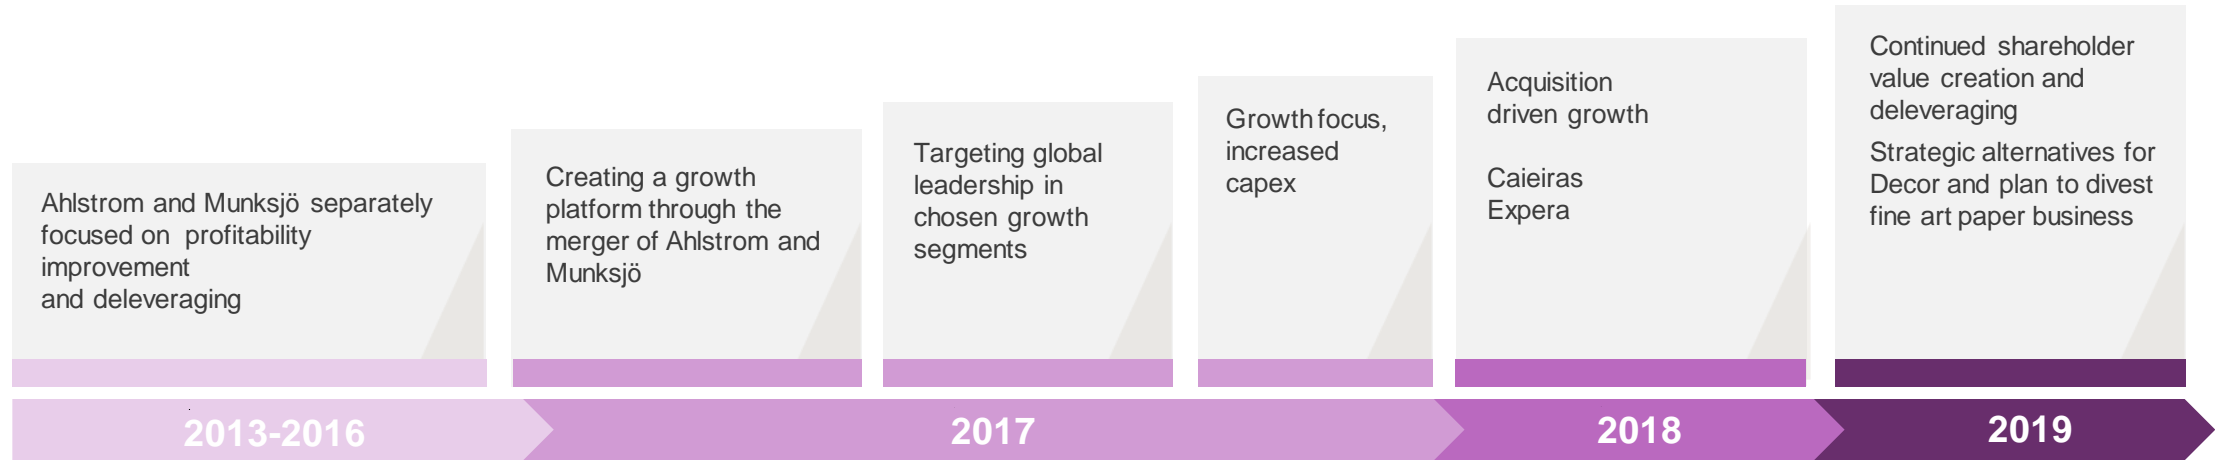 Ahlstrom and Munksjö separately
focused on profitability
improvement
and deleveraging
Creating a growth
platform through the
merger of Ahlstrom and
Munksjö
Targeting global
leadership in
chosen growth
segments
Growth focus,
increased
capex
Acquisition
driven growth
Caieiras
Expera
Continued shareholder
value creation and
deleveraging
Strategic alternatives for
Decor and plan to divest
fine art paper business
2013-2016
2017
2018
2019